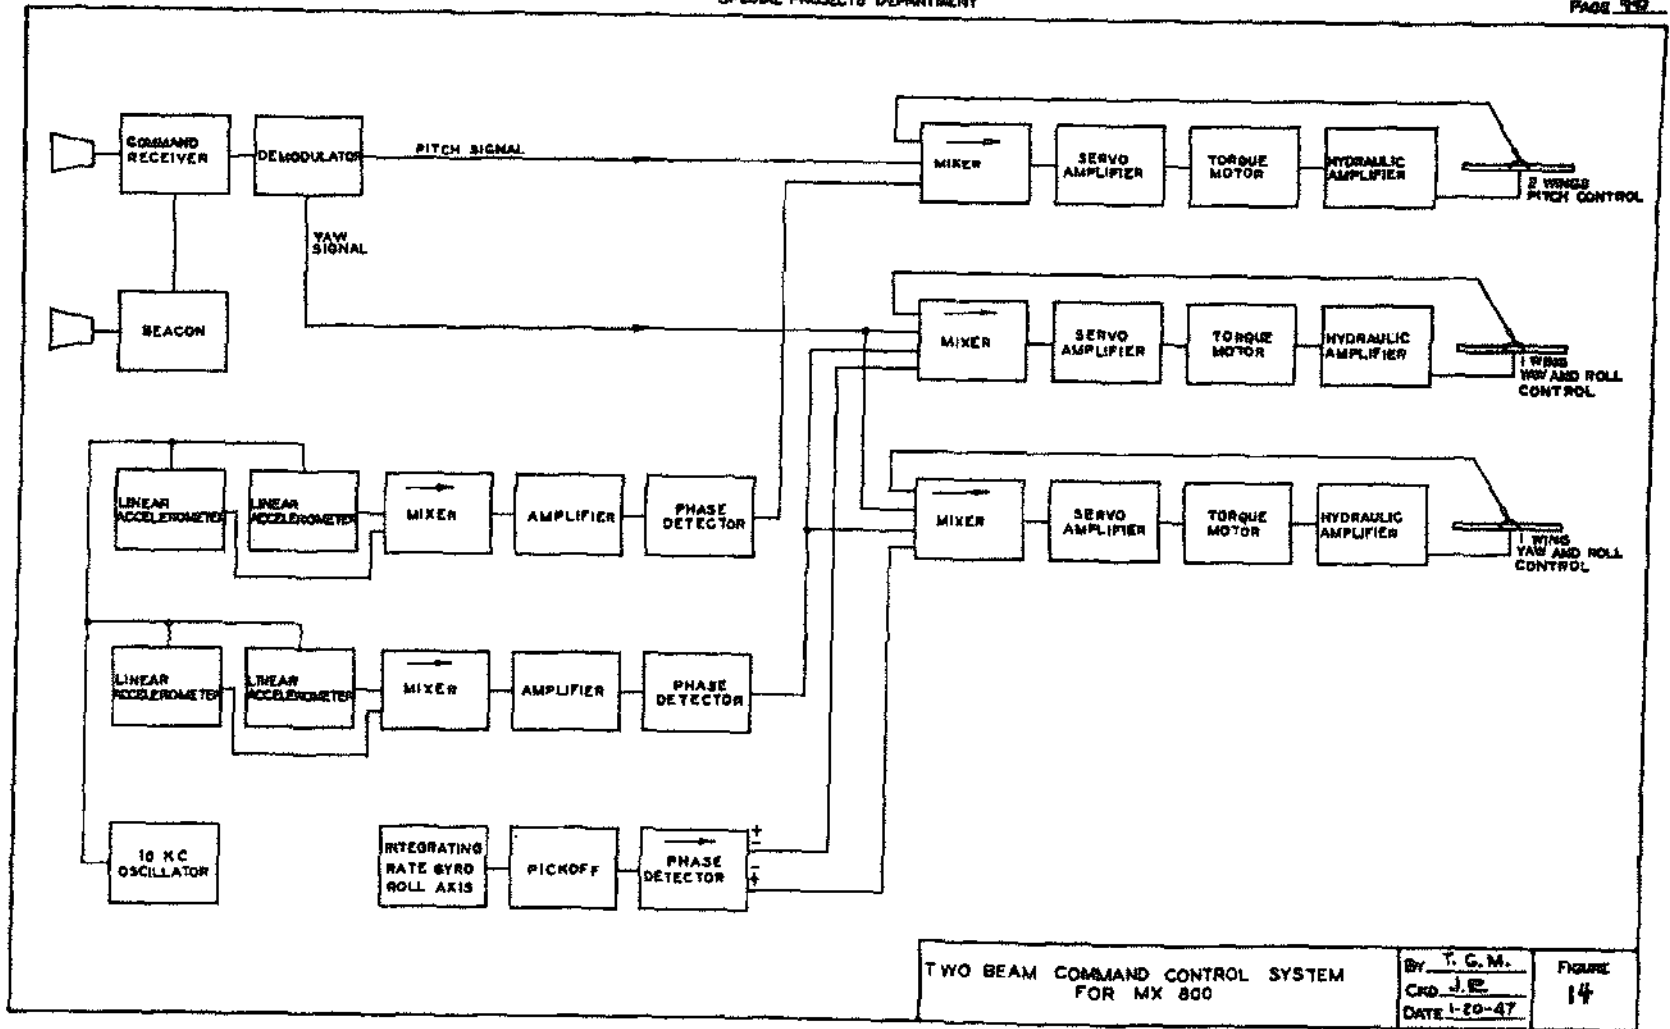 SPECIAL PROJECTS DEPARTMENT
PAGE
COMMAND
RECEIVER
DEMODULATOR
PITCH SIGNAL
MIXER
SERVO
AMPLIFIER
TORQUE
MOTOR
HYDRAULIC
AMPLIFIER
2 WINGS
PITCH CONTROL
YAW
SIGNAL
BEACON
MIXER
SERVO
AMPLIFIER
TORQUE
MOTOR
HYDRAULIC
AMPLIFIER
1 WING
YAW AND ROLL
CONTROL
LINEAR
ACCELEROMETER
LINEAR
ACCELEROMETER
MIXER
AMPLIFIER
PHASE
DETECTOR
MIXER
SERVO
AMPLIFIER
TORQUE
MOTOR
HYDRAULIC
AMPLIFIER
1 WING
YAW AND ROLL
CONTROL
LINEAR
ACCELEROMETER
LINEAR
ACCELEROMETER
MIXER
AMPLIFIER
PHASE
DETECTOR
10 KC
OSCILLATOR
INTEGRATING
RATE GYRO
ROLL AXIS
PICKOFF
PHASE
DETECTOR
+
-
-
+
TWO BEAM COMMAND CONTROL SYSTEM
FOR MX 800
BY T. G. M.
CKD J.E.
DATE 1-20-47
FIGURE
14